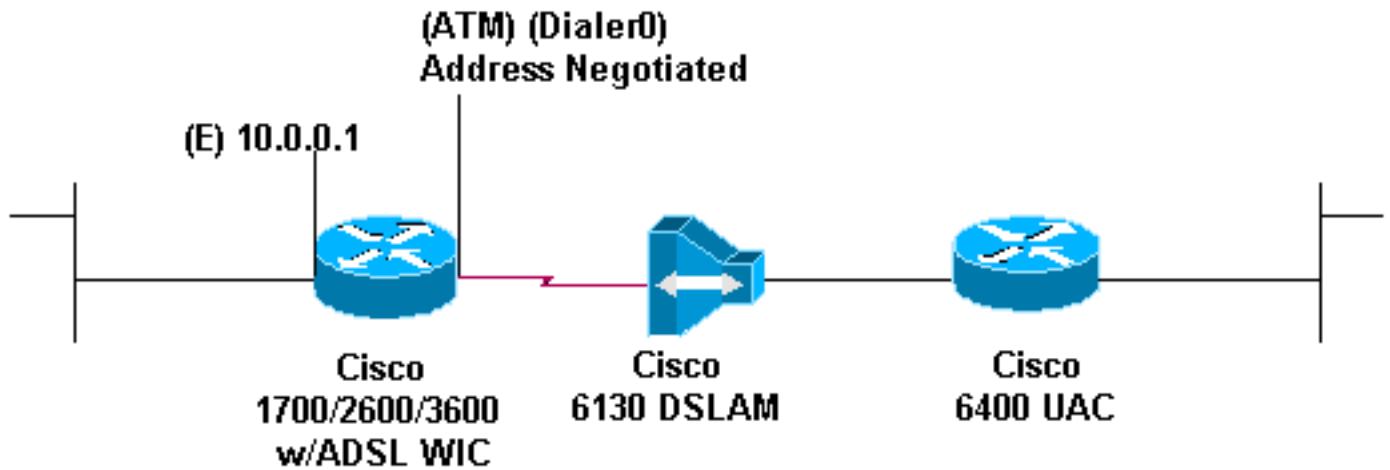 (ATM) (Dialer0)
Address Negotiated
(E) 10.0.0.1
Cisco
1700/2600/3600
w/ADSL WIC
Cisco
6130 DSLAM
Cisco
6400 UAC